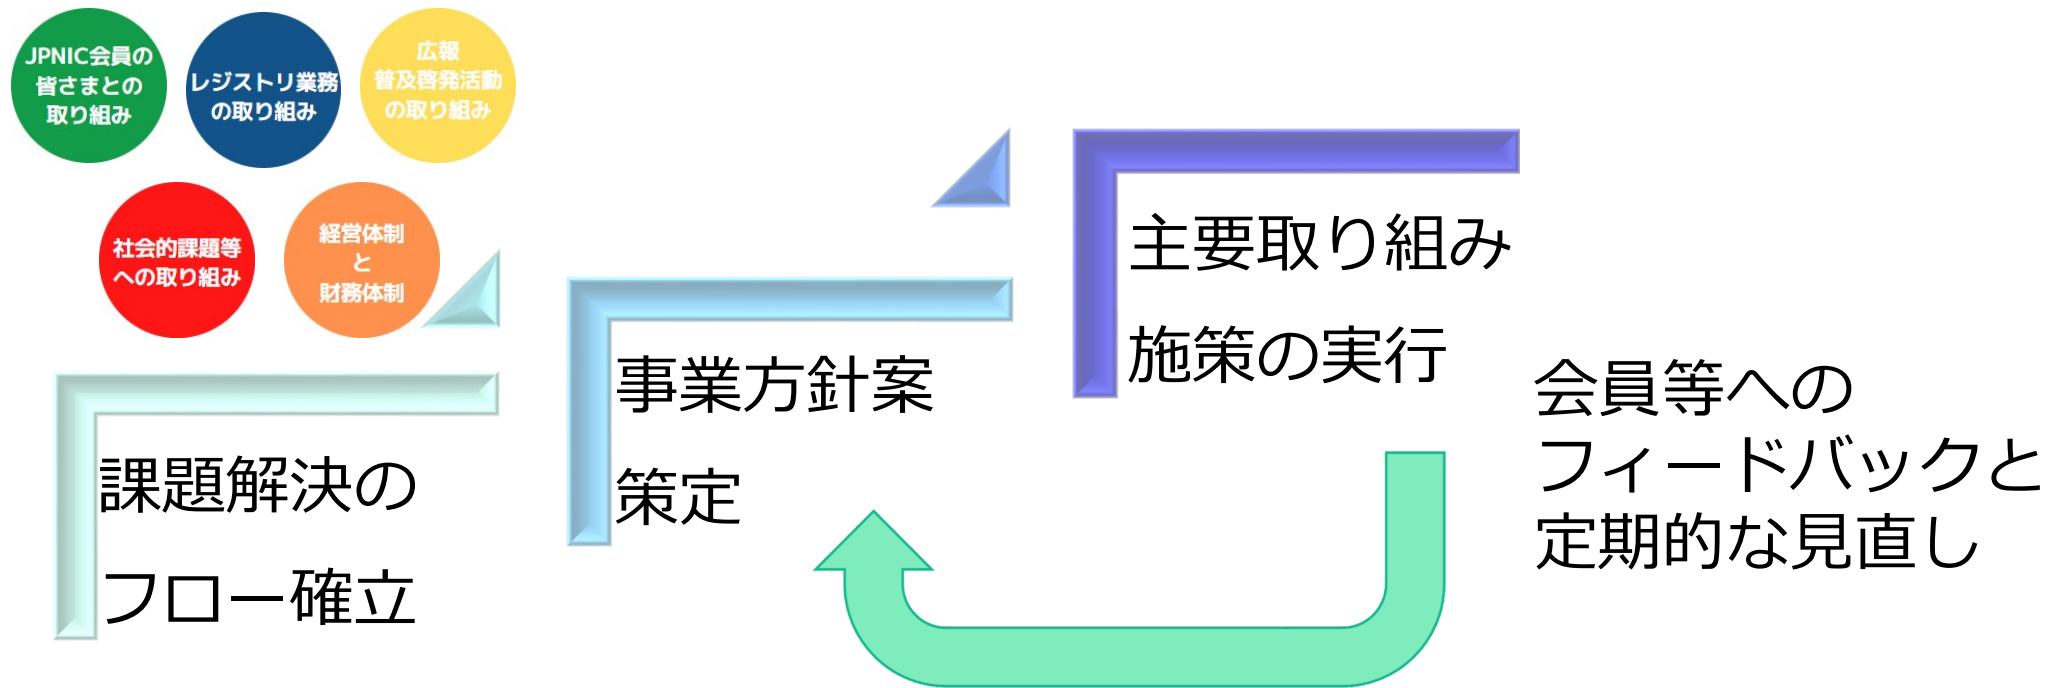 JPNIC会員の
皆さまとの
取り組み
レジストリ業務
の取り組み
広報
普及啓発活動
の取り組み
社会的課題等
への取り組み
経営体制
と
財務体制
課題解決の
フロー確立
事業方針案
策定
主要取り組み
施策の実行
会員等への
フィードバックと
定期的な見直し